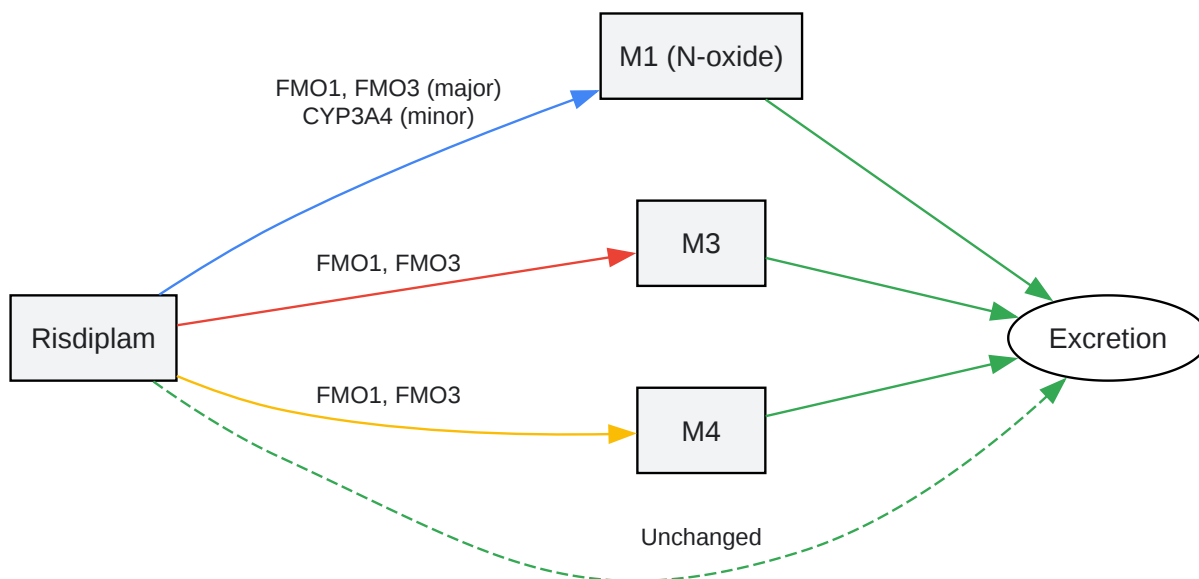 M1 (N-oxide)
FMO1, FMO3 (major)
CYP3A4 (minor)
M3
FMO1, FMO3
Risdiplam
Excretion
FMO1, FMO3
M4
Unchanged